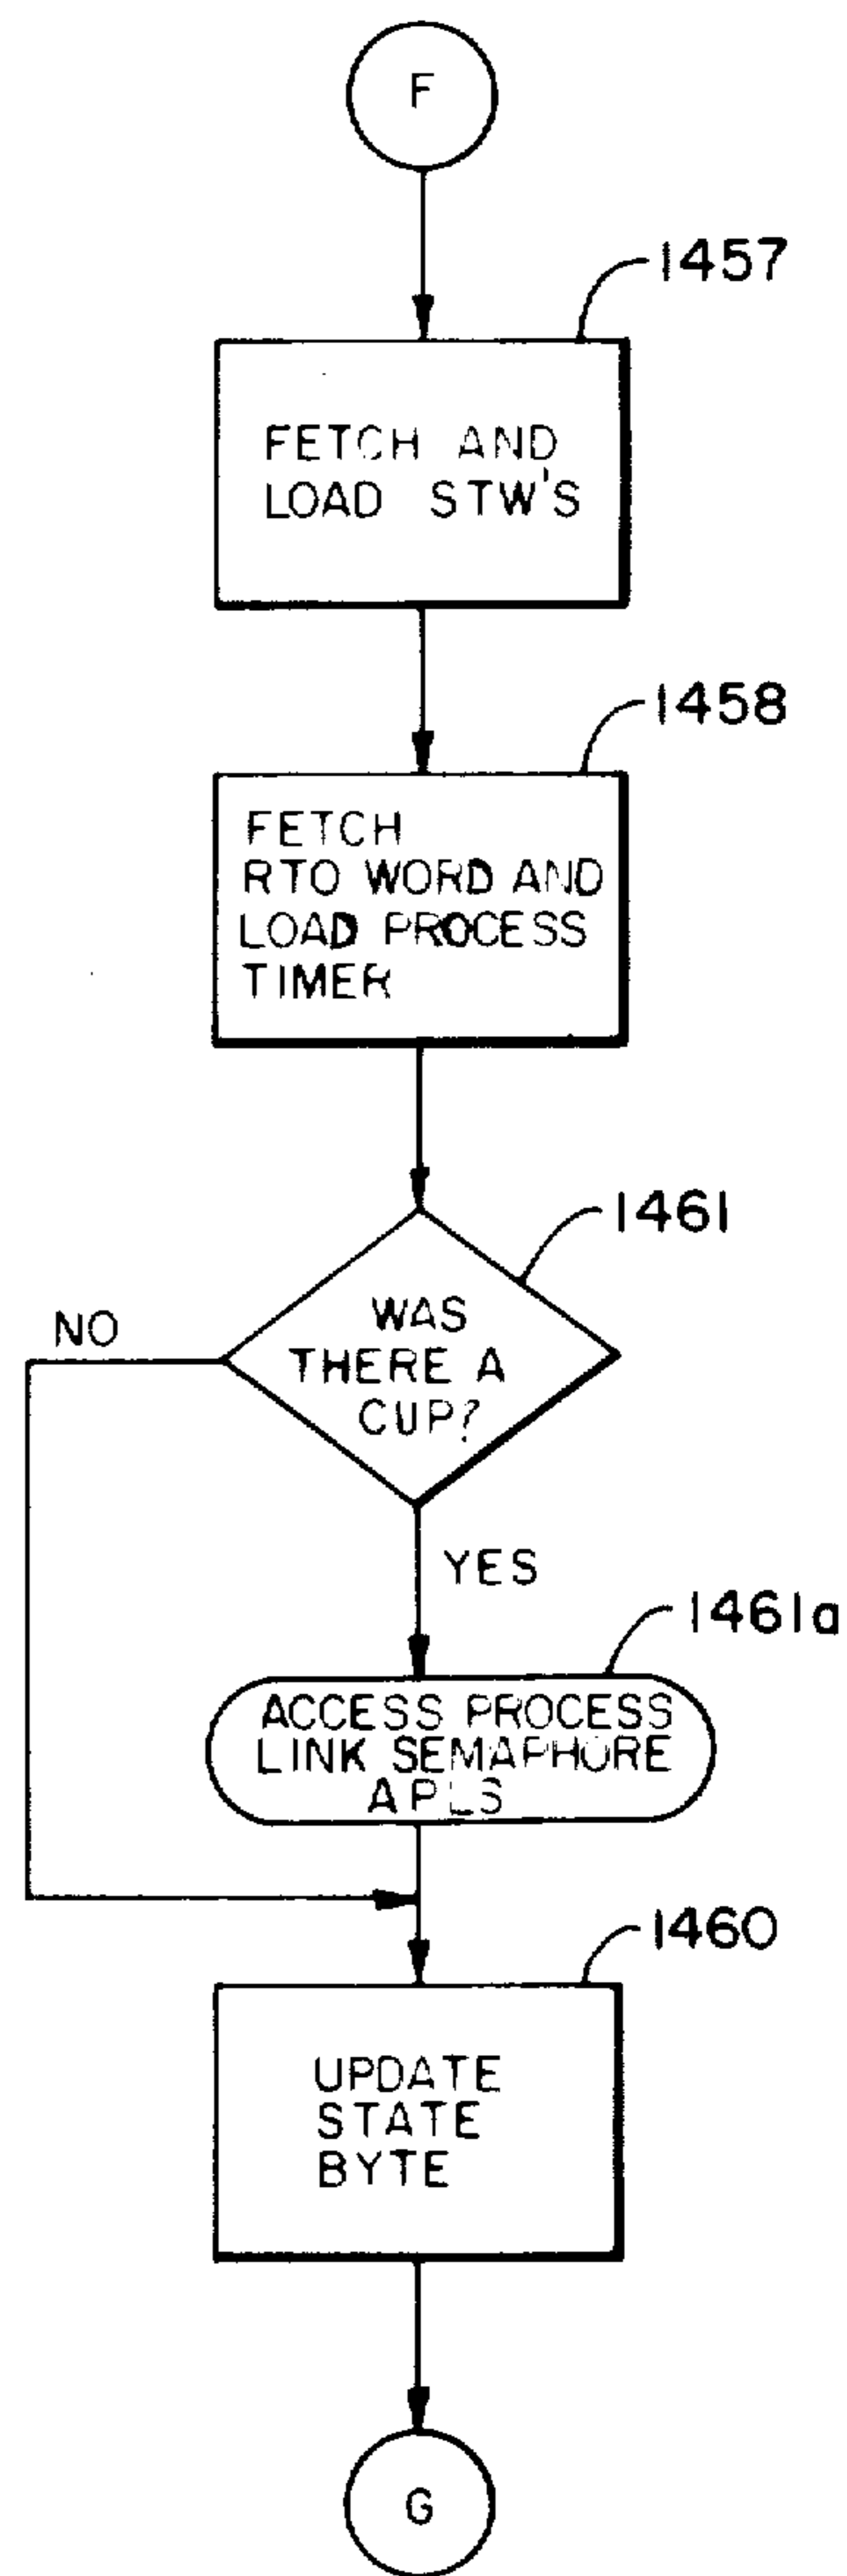 F
1457
FETCH AND
LOAD STW'S
1458
FETCH
RTO WORD AND
LOAD PROCESS
TIMER
1461
WAS
THERE A
CUP?
NO
YES
1461a
ACCESS PROCESS
LINK SEMAPHORE
APLS
1460
UPDATE
STATE
BYTE
G